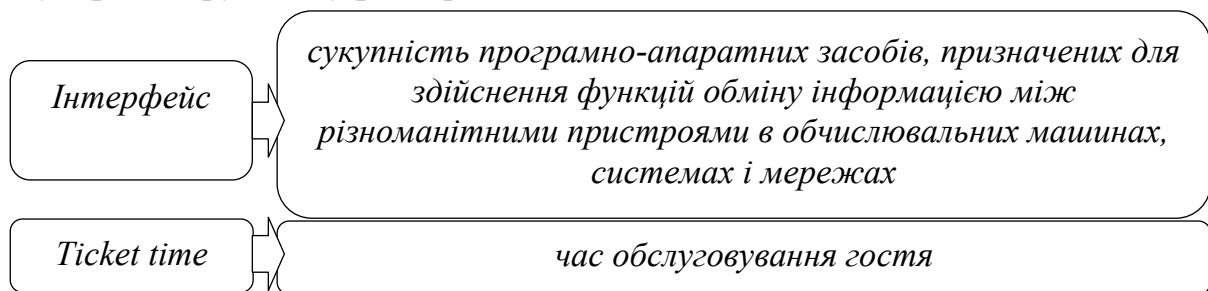 Інтерфейс
сукупність програмно-апаратних засобів, призначених для
здійснення функцій обміну інформацією між
різноманітними пристроями в обчислювальних машинах,
системах і мережах
Ticket time
час обслуговування гостя